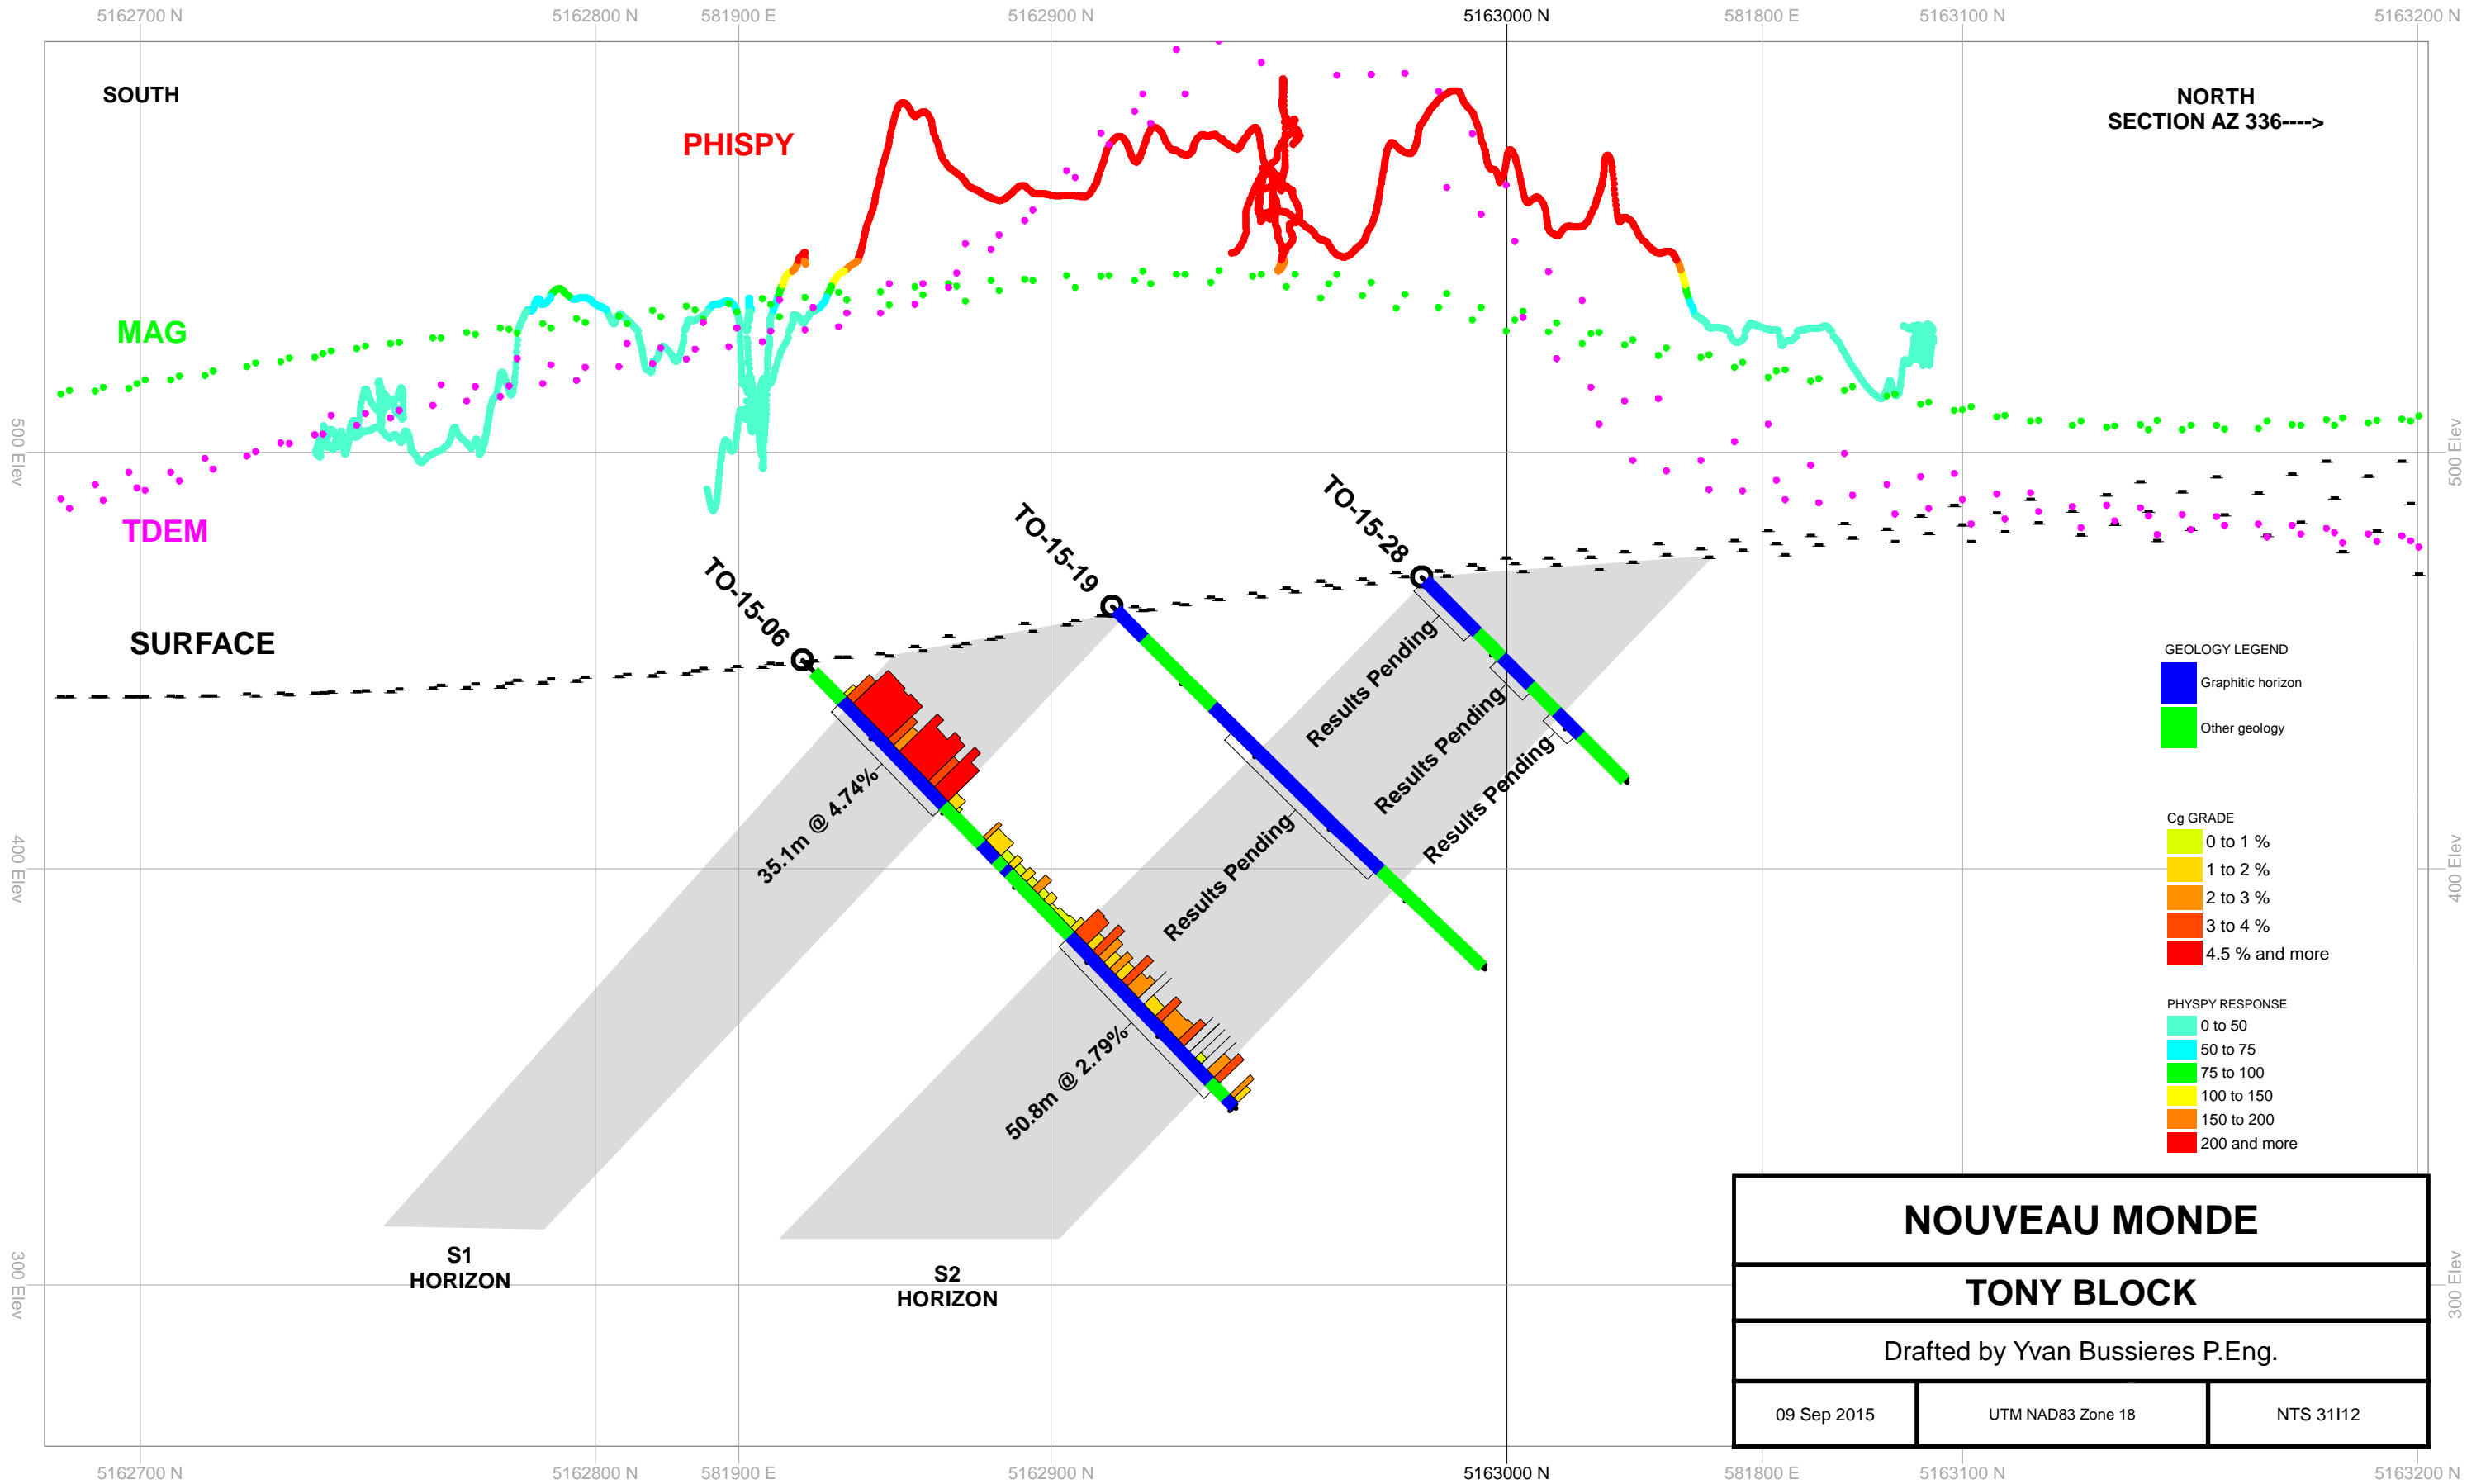 5162700 N
5162800 N
581900 E
5162900 N
5163000 N
581800 E
5163100 N
5163200 N
SOUTH
NORTH
SECTION AZ 336---->
PHISPY
MAG
500 Elev
500 Elev
TDEM
TO-15-28
TO-15-19
TO-15-06
SURFACE
Results Pending
Results Pending
Results Pending
Results Pending
35.1m @ 4.74%
50.8m @ 2.79%
400 Elev
400 Elev
GEOLOGY LEGEND
Graphitic horizon
Other geology
Cg GRADE
0 to 1 %
1 to 2 %
2 to 3 %
3 to 4 %
4.5 % and more
PHYSPY RESPONSE
0 to 50
50 to 75
75 to 100
100 to 150
150 to 200
200 and more
S1
HORIZON
S2
HORIZON
300 Elev
300 Elev
NOUVEAU MONDE
TONY BLOCK
Drafted by Yvan Bussieres P.Eng.
09 Sep 2015
UTM NAD83 Zone 18
NTS 31I12
5162700 N
5162800 N
581900 E
5162900 N
5163000 N
581800 E
5163100 N
5163200 N